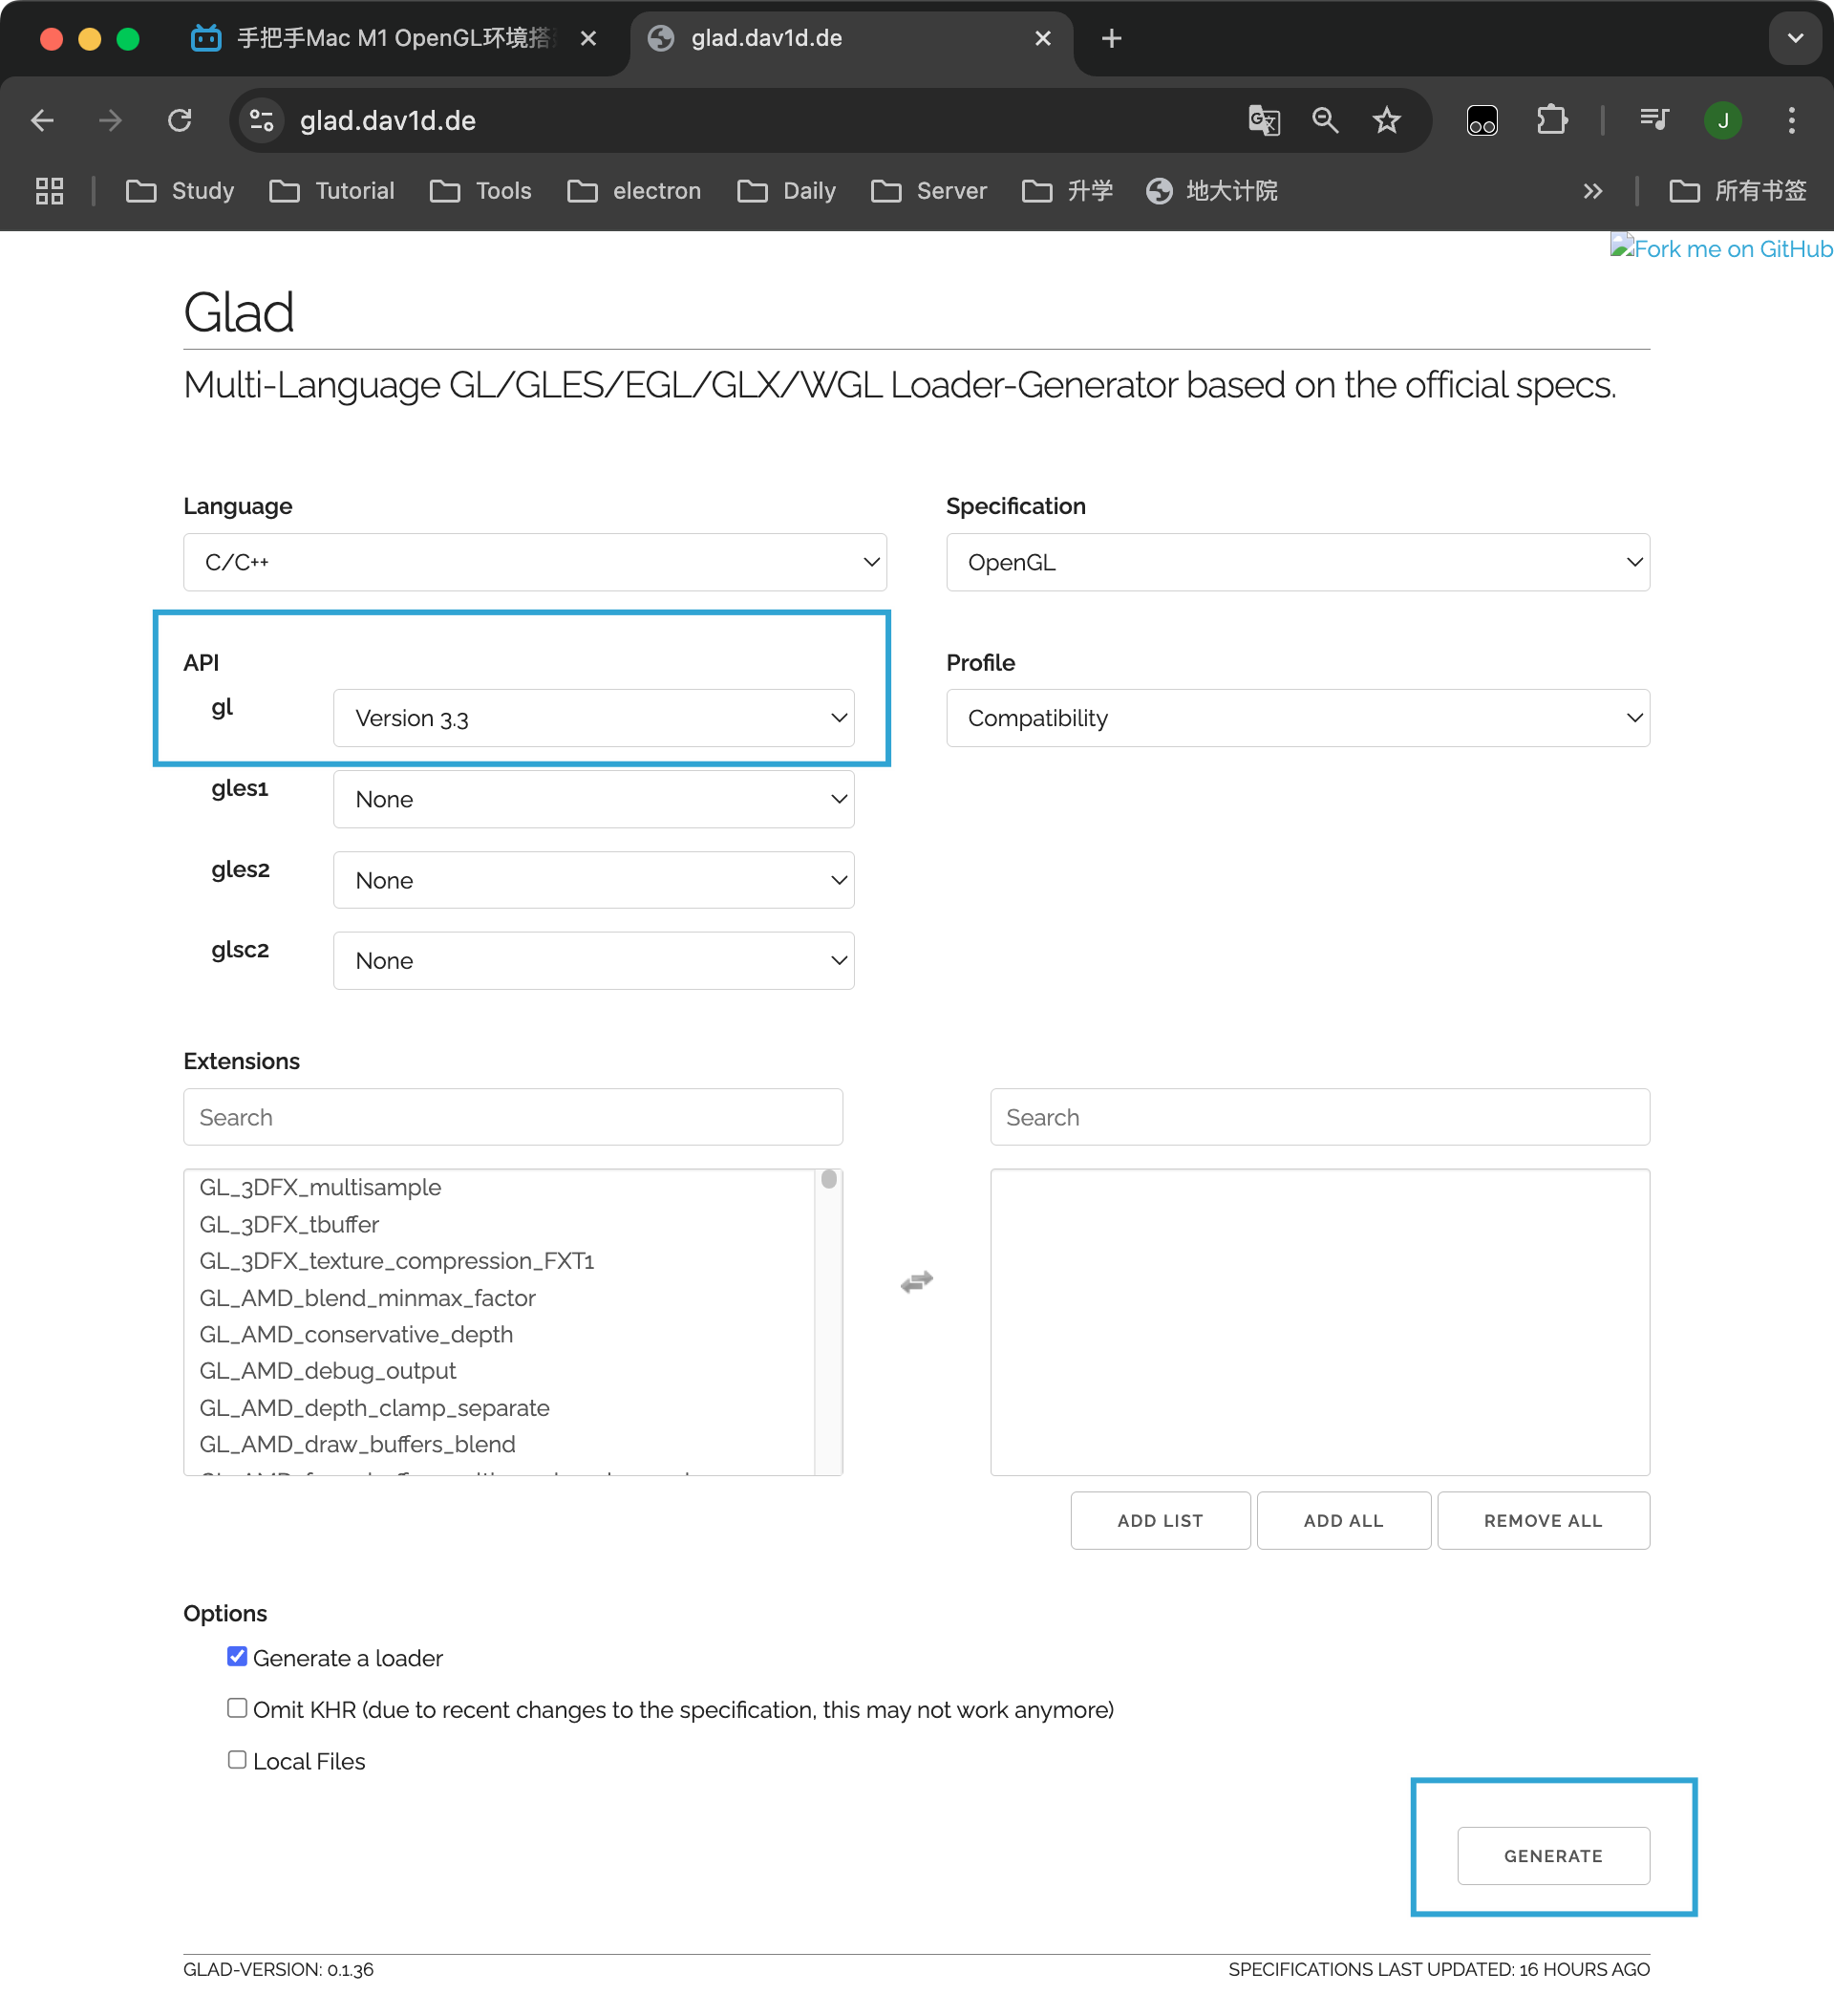 手把手Mac M1 OpenGL环境搭
glad.dav1d.de
glad.dav1d.de
J
Study
Tutorial
Tools
electron
Daily
Server
升学
地大计院
所有书签
Fork me on GitHub
Glad
Multi-Language GL/GLES/EGL/GLX/WGL Loader-Generator based on the official specs.
Language
Specification
C/C++
OpenGL
API
Profile
gl
Version 3.3
Compatibility
gles1
None
gles2
None
glsc2
None
Extensions
Search
Search
GL_3DFX_multisample
GL_3DFX_tbuffer
GL_3DFX_texture_compression_FXT1
GL_AMD_blend_minmax_factor
GL_AMD_conservative_depth
GL_AMD_debug_output
GL_AMD_depth_clamp_separate
GL_AMD_draw_buffers_blend
ADD LIST
ADD ALL
REMOVE ALL
Options
Generate a loader
Omit KHR (due to recent changes to the specification, this may not work anymore)
Local Files
GENERATE
GLAD-VERSION: 0.1.36
SPECIFICATIONS LAST UPDATED: 16 HOURS AGO